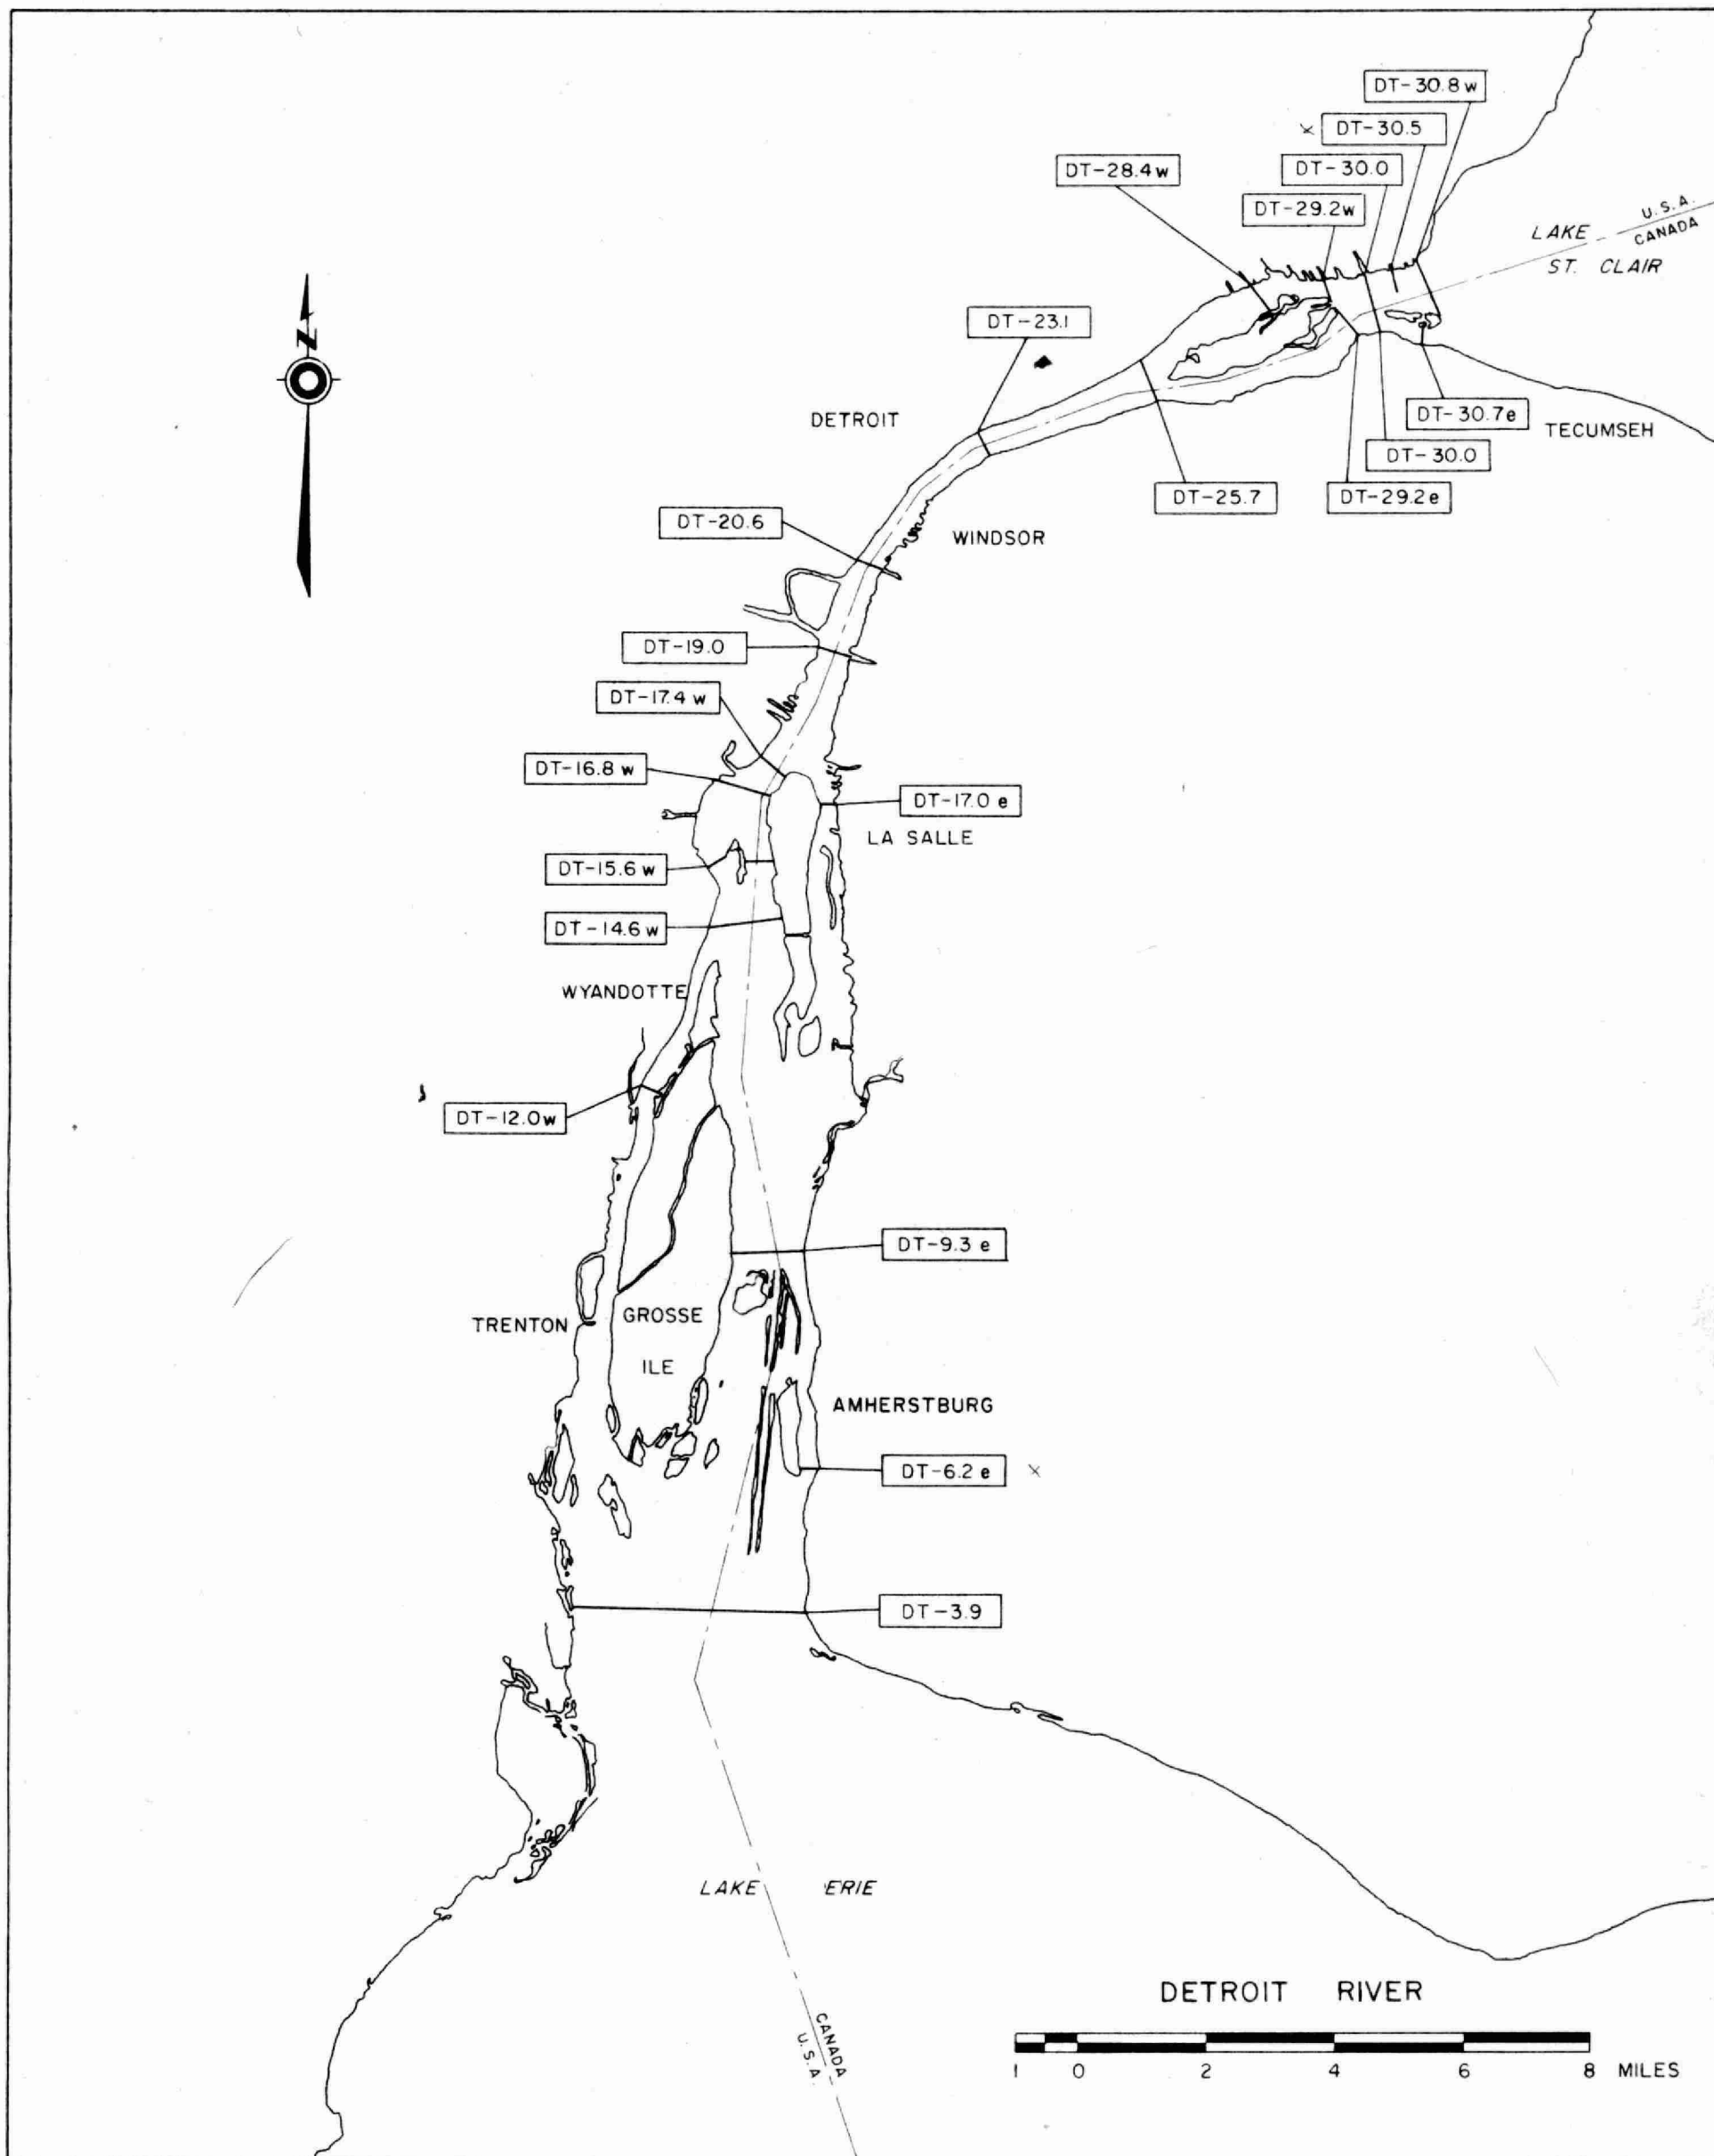 DT-30.8 w
x DT-30.5
DT-28.4 w
DT-30.0
DT-29.2w
U.S.A.
LAKE
CANADA
ST. CLAIR
N
DT-23.1
DETROIT
DT-30.7e
TECUMSEH
DT-30.0
DT-25.7
DT-29.2 e
DT-20.6
WINDSOR
DT-19.0
DT-17.4 w
DT-16.8 w
DT-17.0 e
LA SALLE
DT-15.6 w
DT-14.6 w
WYANDOTTE
DT-12.0w
DT-9.3 e
TRENTON
GROSSE
ILE
AMHERSTBURG
DT-6.2 e x
DT-3.9
LAKE ERIE
CANADA
U.S.A.
DETROIT RIVER
1 0 2 4 6 8 MILES